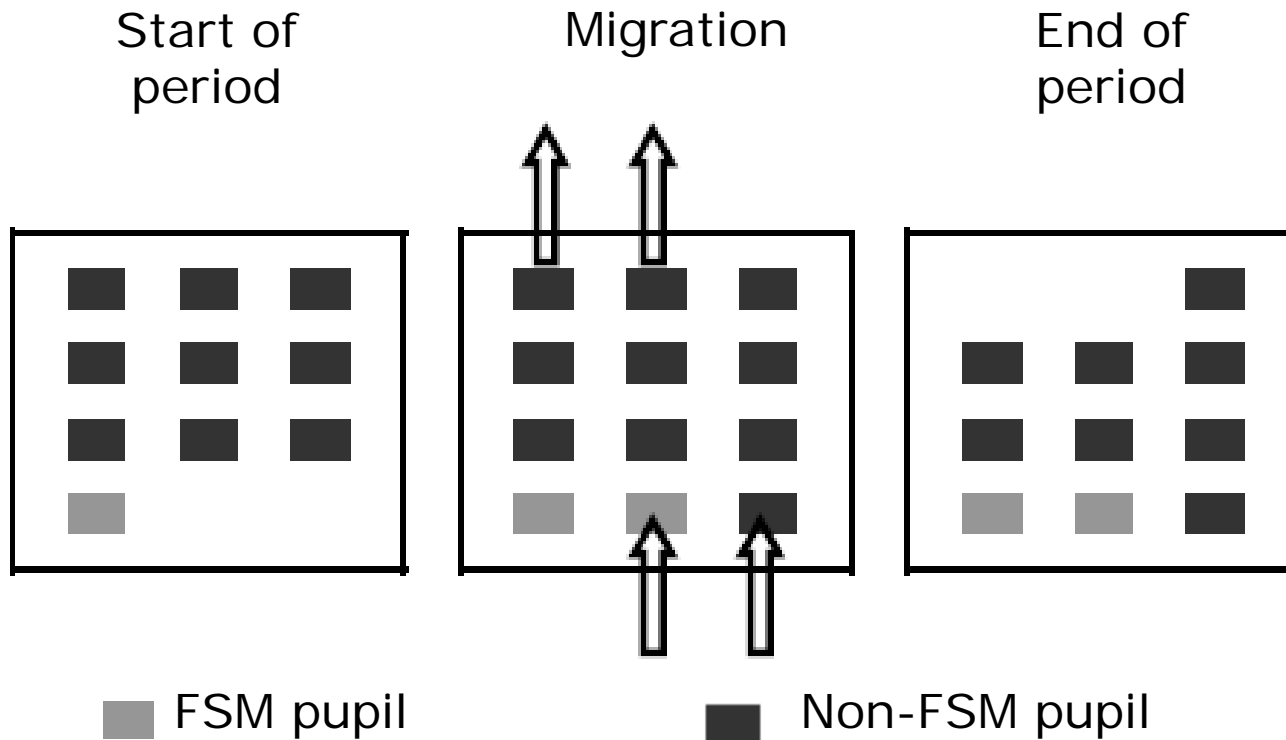 Start of
period
Migration
End of
period
FSM pupil
Non-FSM pupil